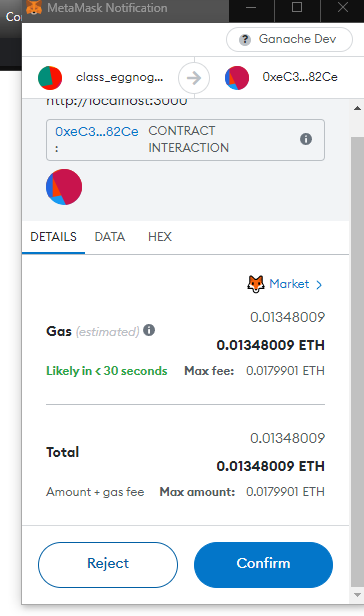 Co
MetaMask Notification
Ganache Dev
class_eggnog...
0xeC3...82Ce
http://localhost:3000
0xeC3...82Ce
:
CONTRACT
INTERACTION
DETAILS DATA HEX
Market >
0.01348009
Gas (estimated)
0.01348009 ETH
Likely in < 30 seconds Max fee: 0.0179901 ETH
0.01348009
Total
0.01348009 ETH
Amount + gas fee Max amount: 0.0179901 ETH
Reject Confirm